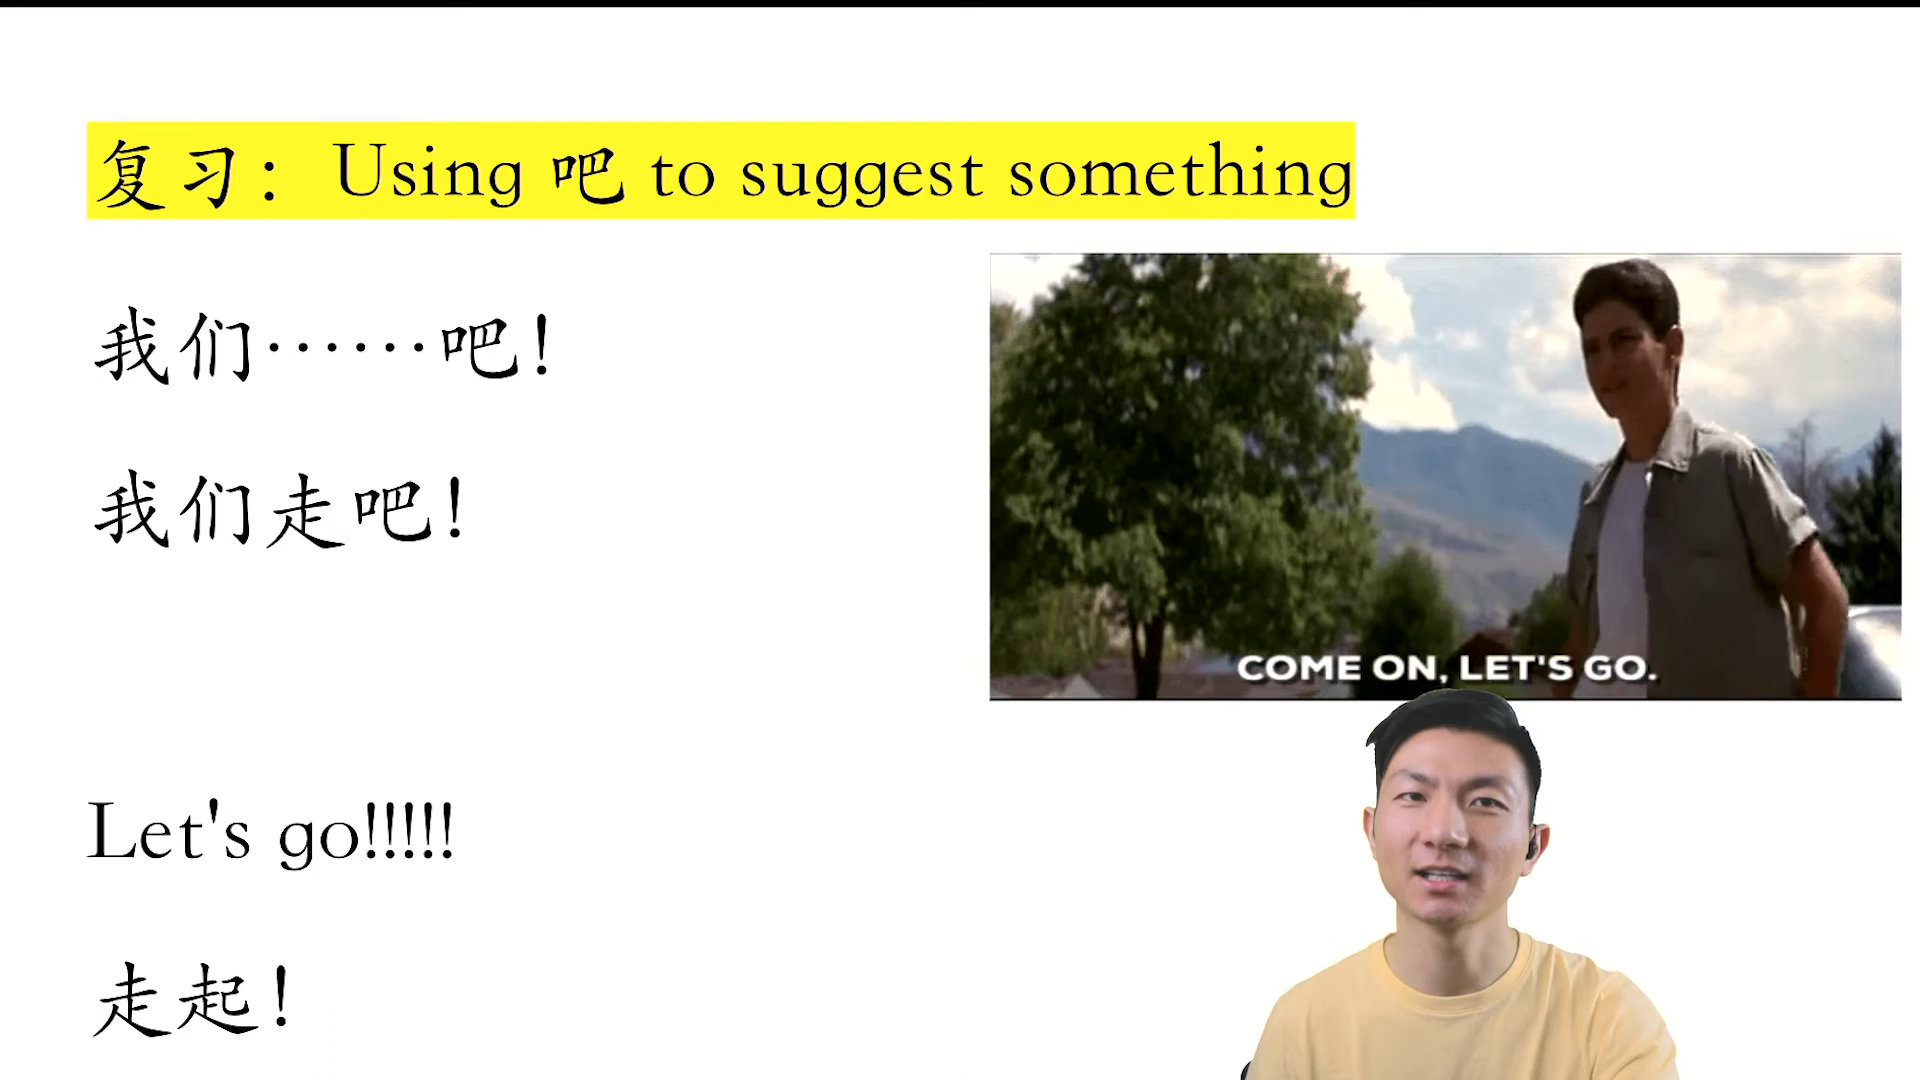 复习：Using 吧 to suggest something
我们……吧！
我们走吧！
COME ON, LET'S GO.
Let's go!!!!!
走起！